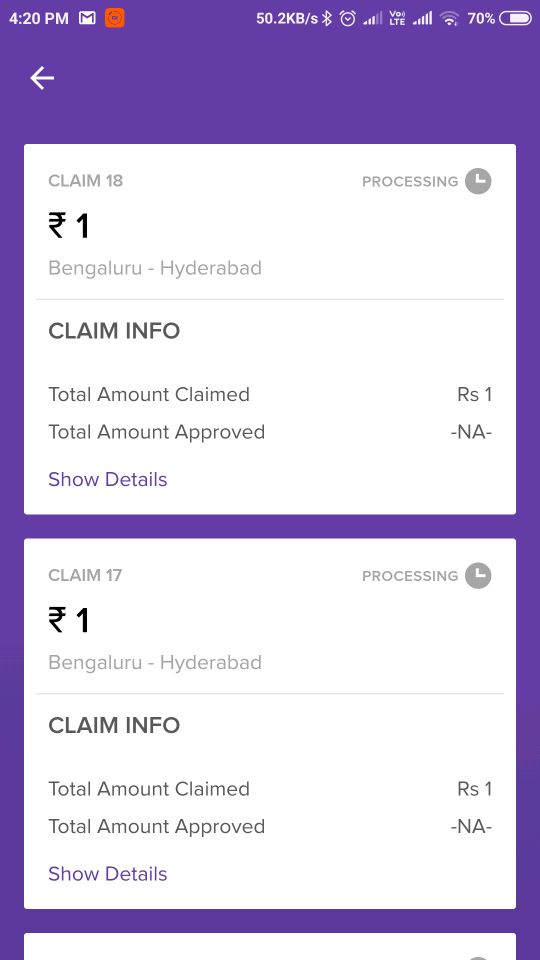 4:20 PM 50.2KB/s Vo) LTE 70%
CLAIM 18 PROCESSING
₹ 1
Bengaluru - Hyderabad
CLAIM INFO
Total Amount Claimed Rs 1
Total Amount Approved -NA-
Show Details
CLAIM 17 PROCESSING
₹ 1
Bengaluru - Hyderabad
CLAIM INFO
Total Amount Claimed Rs 1
Total Amount Approved -NA-
Show Details